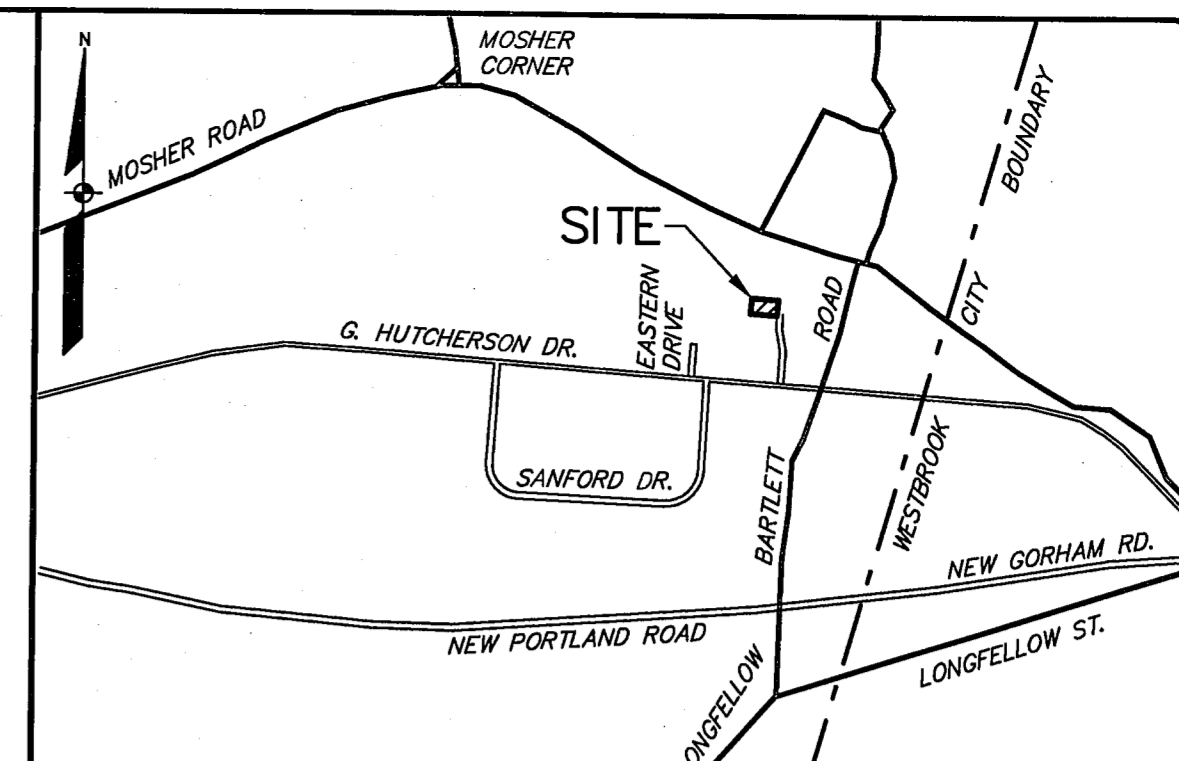 N
MOSHER
CORNER
MOSHER ROAD
BOUNDARY
SITE
CITY
EASTERN
DRIVE
ROAD
G. HUTCHERSON DR.
SANFORD DR.
BARTLETT
WESTBROOK
NEW GORHAM RD.
NEW PORTLAND ROAD
LONGFELLOW ST.
ONGFELLOW